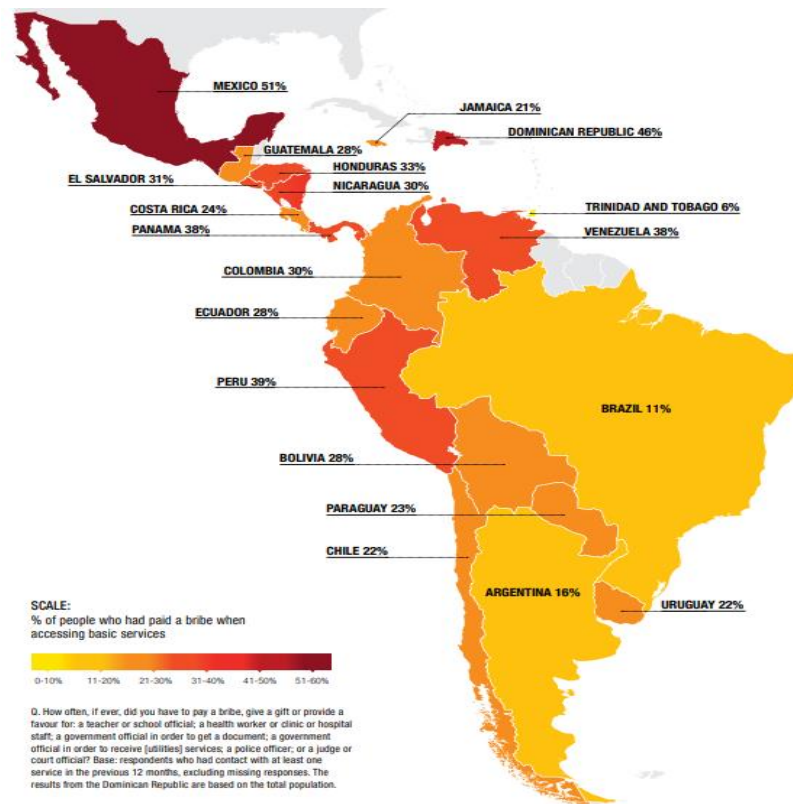 MEXICO 51%
JAMAICA 21%
DOMINICAN REPUBLIC 46%
GUATEMALA 28%
HONDURAS 33%
EL SALVADOR 31%
NICARAGUA 30%
COSTA RICA 24%
TRINIDAD AND TOBAGO 6%
PANAMA 38%
VENEZUELA 38%
COLOMBIA 30%
ECUADOR 28%
PERU 39%
BRAZIL 11%
BOLIVIA 28%
PARAGUAY 23%
CHILE 22%
ARGENTINA 16%
URUGUAY 22%
SCALE:
% of people who had paid a bribe when
accessing basic services
0-10% 11-20% 21-30% 31-40% 41-50% 51-60%
Q. How often, if ever, did you have to pay a bribe, give a gift or provide a
favour for: a teacher or school official; a health worker or clinic or hospital
staff; a government official in order to get a document; a government
official in order to receive [utilities] services; a police officer; or a judge or
court official? Base: respondents who had contact with at least one
service in the previous 12 months, excluding missing responses. The
results from the Dominican Republic are based on the total population.